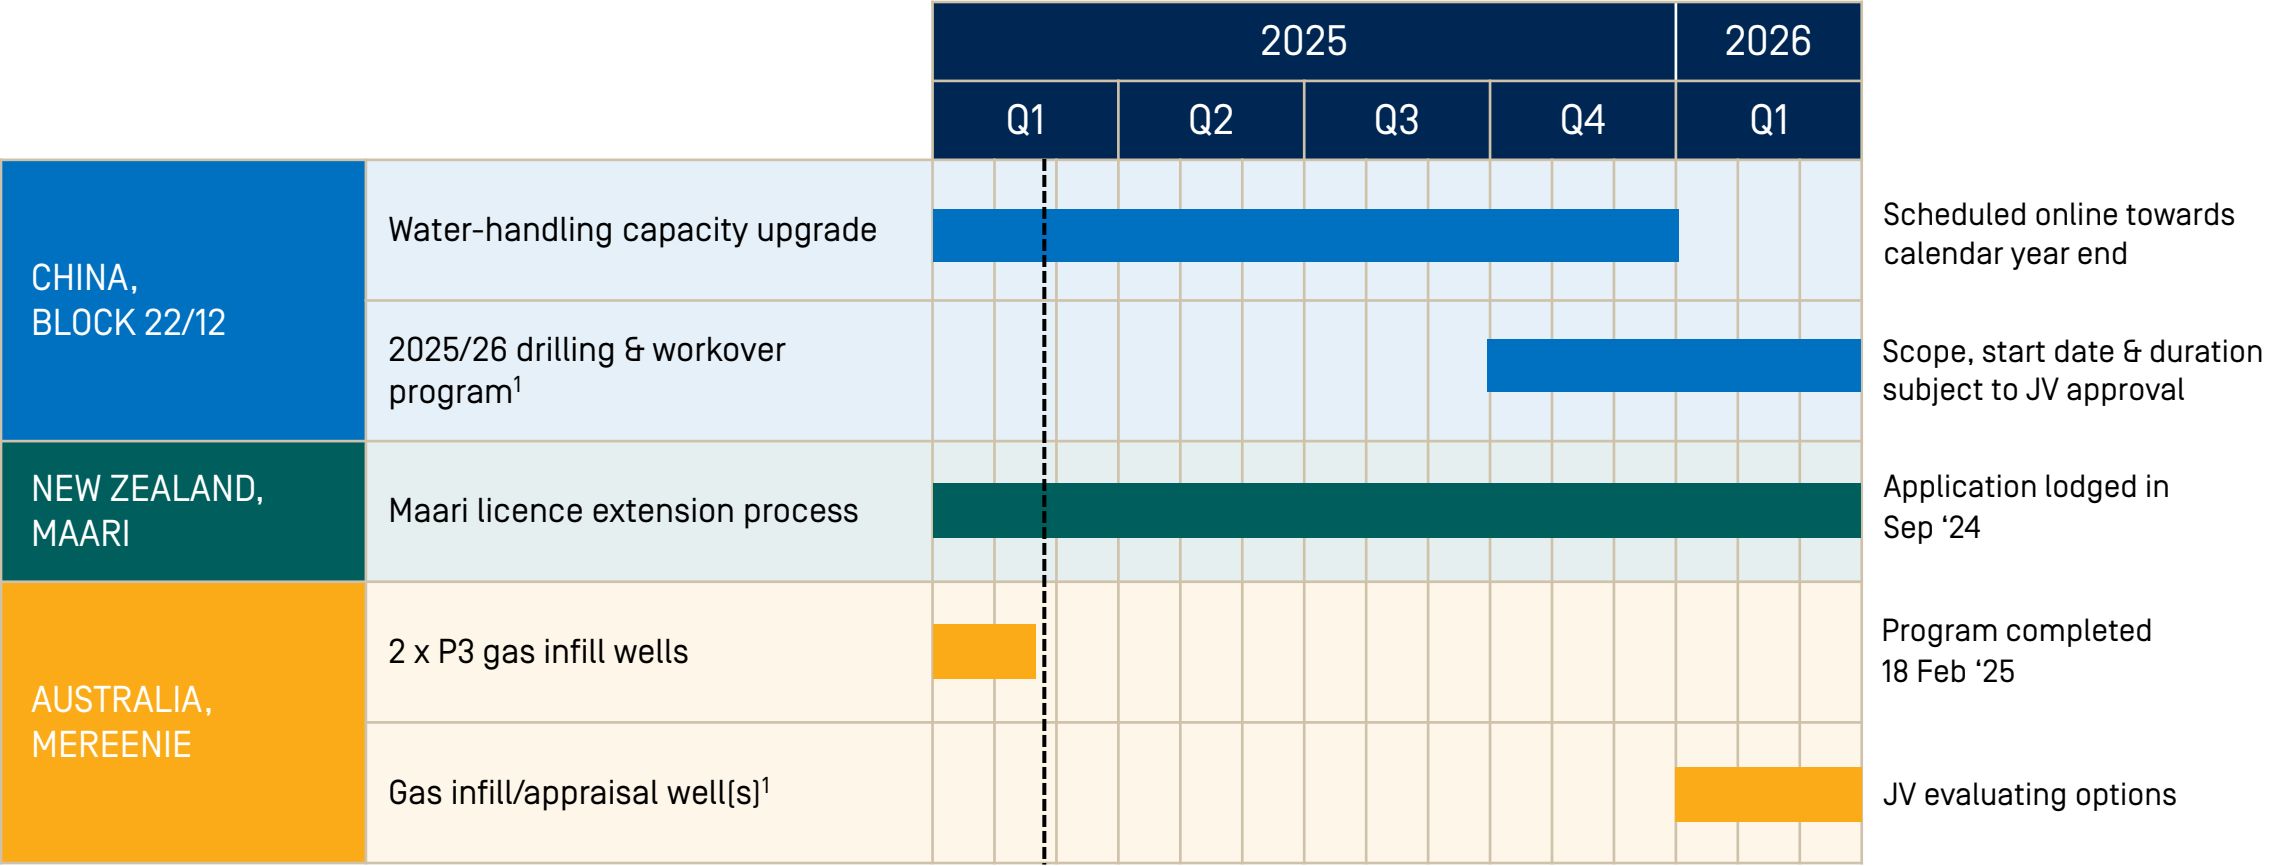 2025 2026
Q1 Q2 Q3 Q4 Q1
CHINA,
BLOCK 22/12
Water-handling capacity upgrade
Scheduled online towards
calendar year end
2025/26 drilling & workover
program¹
Scope, start date & duration
subject to JV approval
NEW ZEALAND,
MAARI
Maari licence extension process
Application lodged in
Sep ‘24
AUSTRALIA,
MEREENIE
2 x P3 gas infill wells
Program completed
18 Feb ‘25
Gas infill/appraisal well(s)¹
JV evaluating options